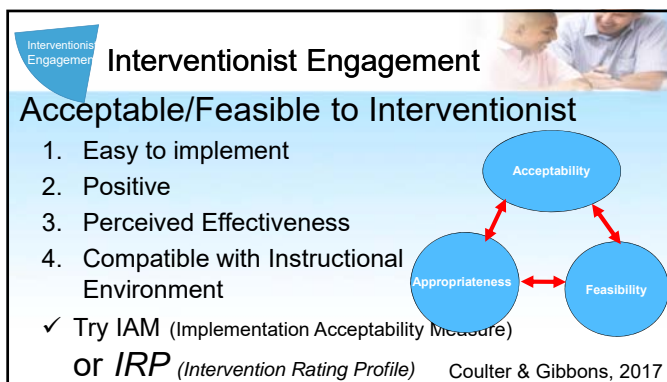 Interventionist
Engagement
Interventionist Engagement
Acceptable/Feasible to Interventionist
1. Easy to implement
2. Positive
3. Perceived Effectiveness
4. Compatible with Instructional
Environment
Acceptability
Appropriateness
Feasibility
✓ Try IAM (Implementation Acceptability Measure)
or IRP (Intervention Rating Profile)
Coulter & Gibbons, 2017